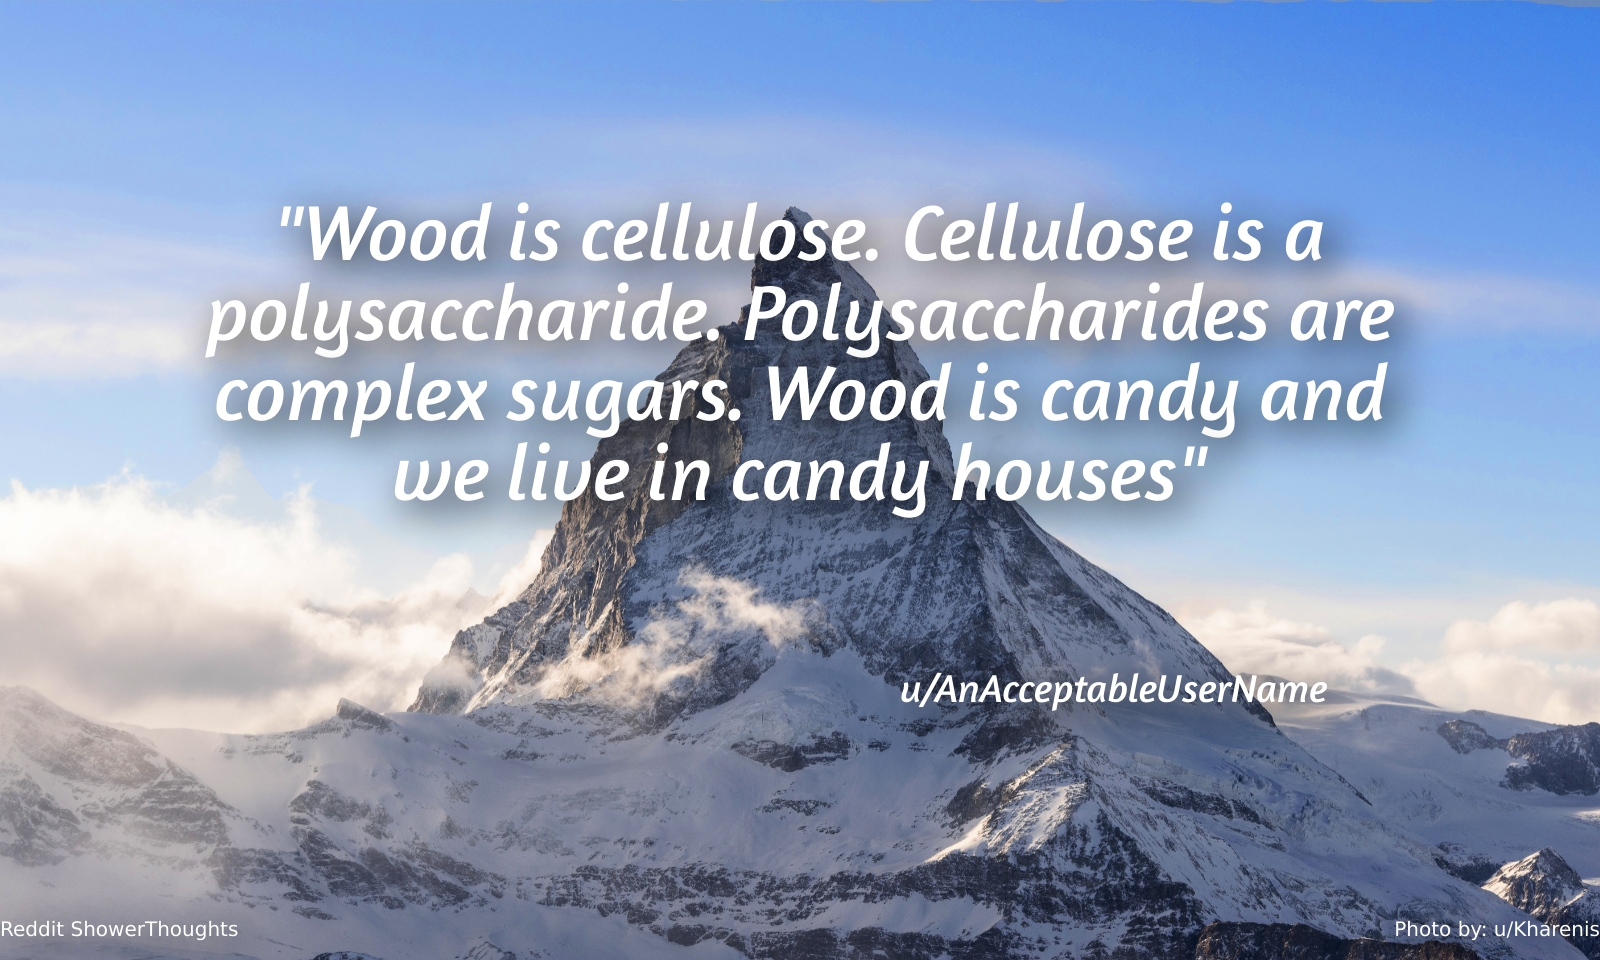 "Wood is cellulose. Cellulose is a
polysaccharide. Polysaccharides are
complex sugars. Wood is candy and
we live in candy houses"
u/AnAcceptableUserName
Reddit ShowerThoughts
Photo by: u/Kharenis